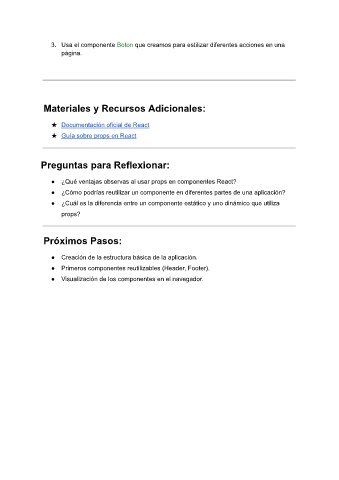 3. Usa el componente Boton que creamos para estilizar diferentes acciones en una
página.
Materiales y Recursos Adicionales:
★ Documentación oficial de React
★ Guía sobre props en React
Preguntas para Reflexionar:
● ¿Qué ventajas observas al usar props en componentes React?
● ¿Cómo podrías reutilizar un componente en diferentes partes de una aplicación?
● ¿Cuál es la diferencia entre un componente estático y uno dinámico que utiliza
props?
Próximos Pasos:
● Creación de la estructura básica de la aplicación.
● Primeros componentes reutilizables (Header, Footer).
● Visualización de los componentes en el navegador.